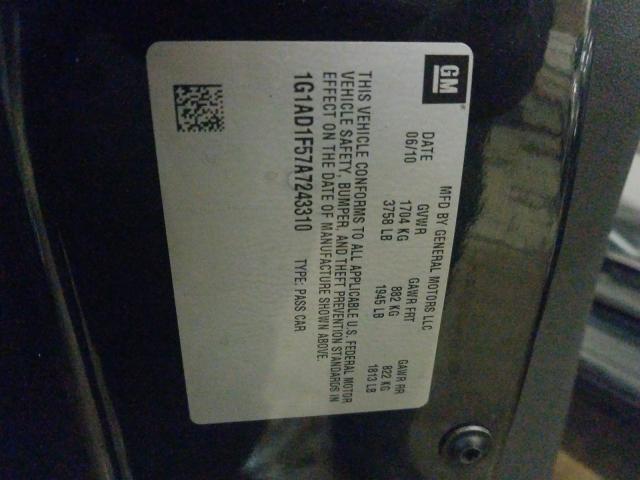 GM
MFD BY GENERAL MOTORS LLC
DATE GVWR GAWR FRT GAWR RR
06/10 1704 KG 882 KG 822 KG
3758 LB 1945 LB 1813 LB
THIS VEHICLE CONFORMS TO ALL APPLICABLE U.S. FEDERAL MOTOR
VEHICLE SAFETY, BUMPER, AND THEFT PREVENTION STANDARDS IN
EFFECT ON THE DATE OF MANUFACTURE SHOWN ABOVE.
1G1AD1F57A7243310 TYPE: PASS CAR